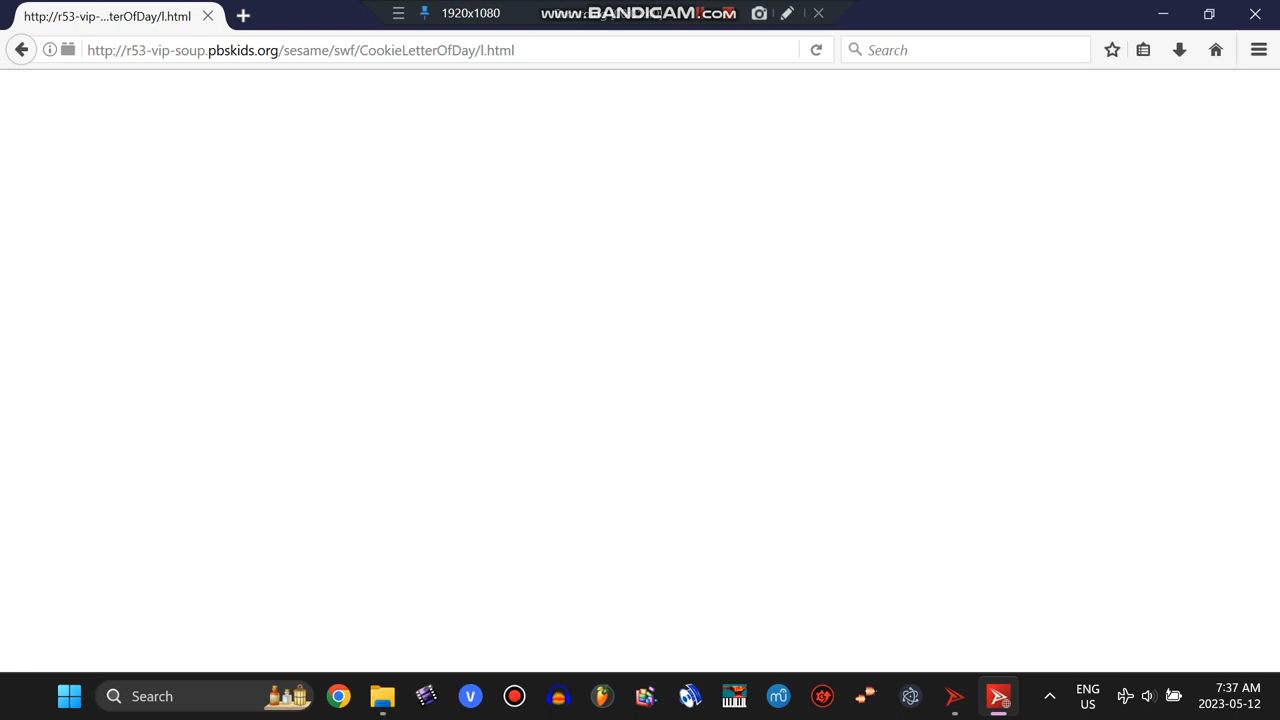 http://r53-vip-...terOfDay/l.html
1920x1080
www.BANDICAM.com
http://r53-vip-soup.pbskids.org/sesame/swf/CookieLetterOfDay/l.html
Search
Search
ENG
US
7:37 AM
2023-05-12